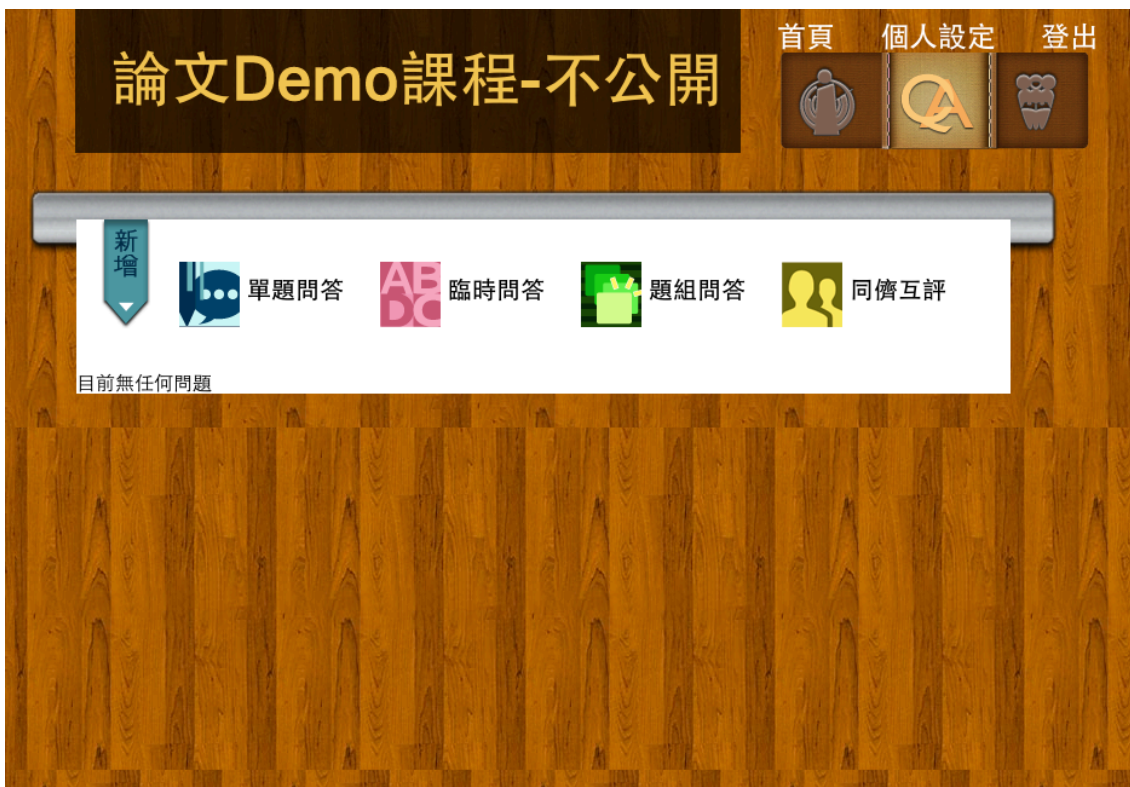 首頁 個人設定 登出
論文Demo課程-不公開
QA
新增
單題問答 臨時問答 題組問答 同儕互評
ABDC
目前無任何問題